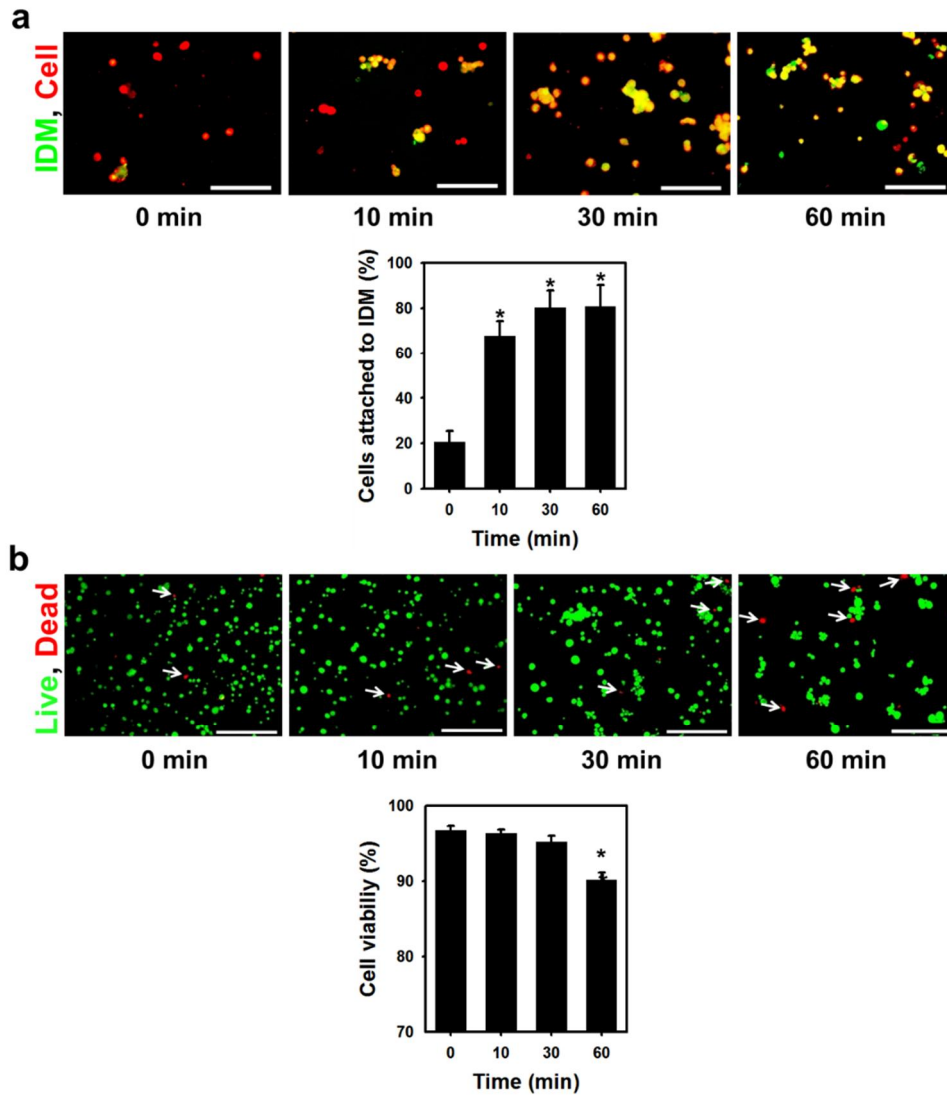 a
IDM, Cell
0 min
10 min
30 min
60 min
Cells attached to IDM (%)
100
80
60
40
20
0
*
*
*
0
10
30
60
Time (min)
b
Live, Dead
0 min
10 min
30 min
60 min
Cell viabiliy (%)
100
90
80
70
*
0
10
30
60
Time (min)